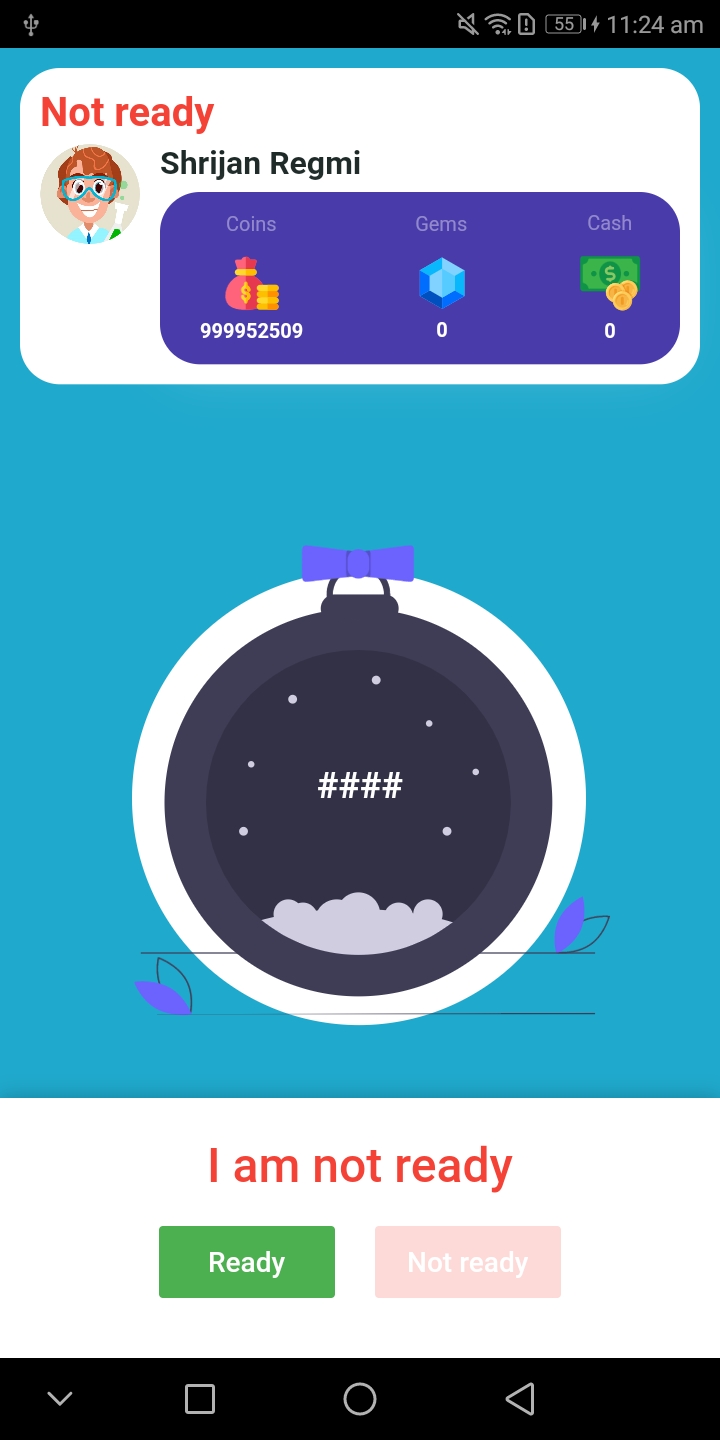 55 11:24 am
Not ready
Shrijan Regmi
Coins Gems Cash
999952509 0 0
####
I am not ready
Ready Not ready